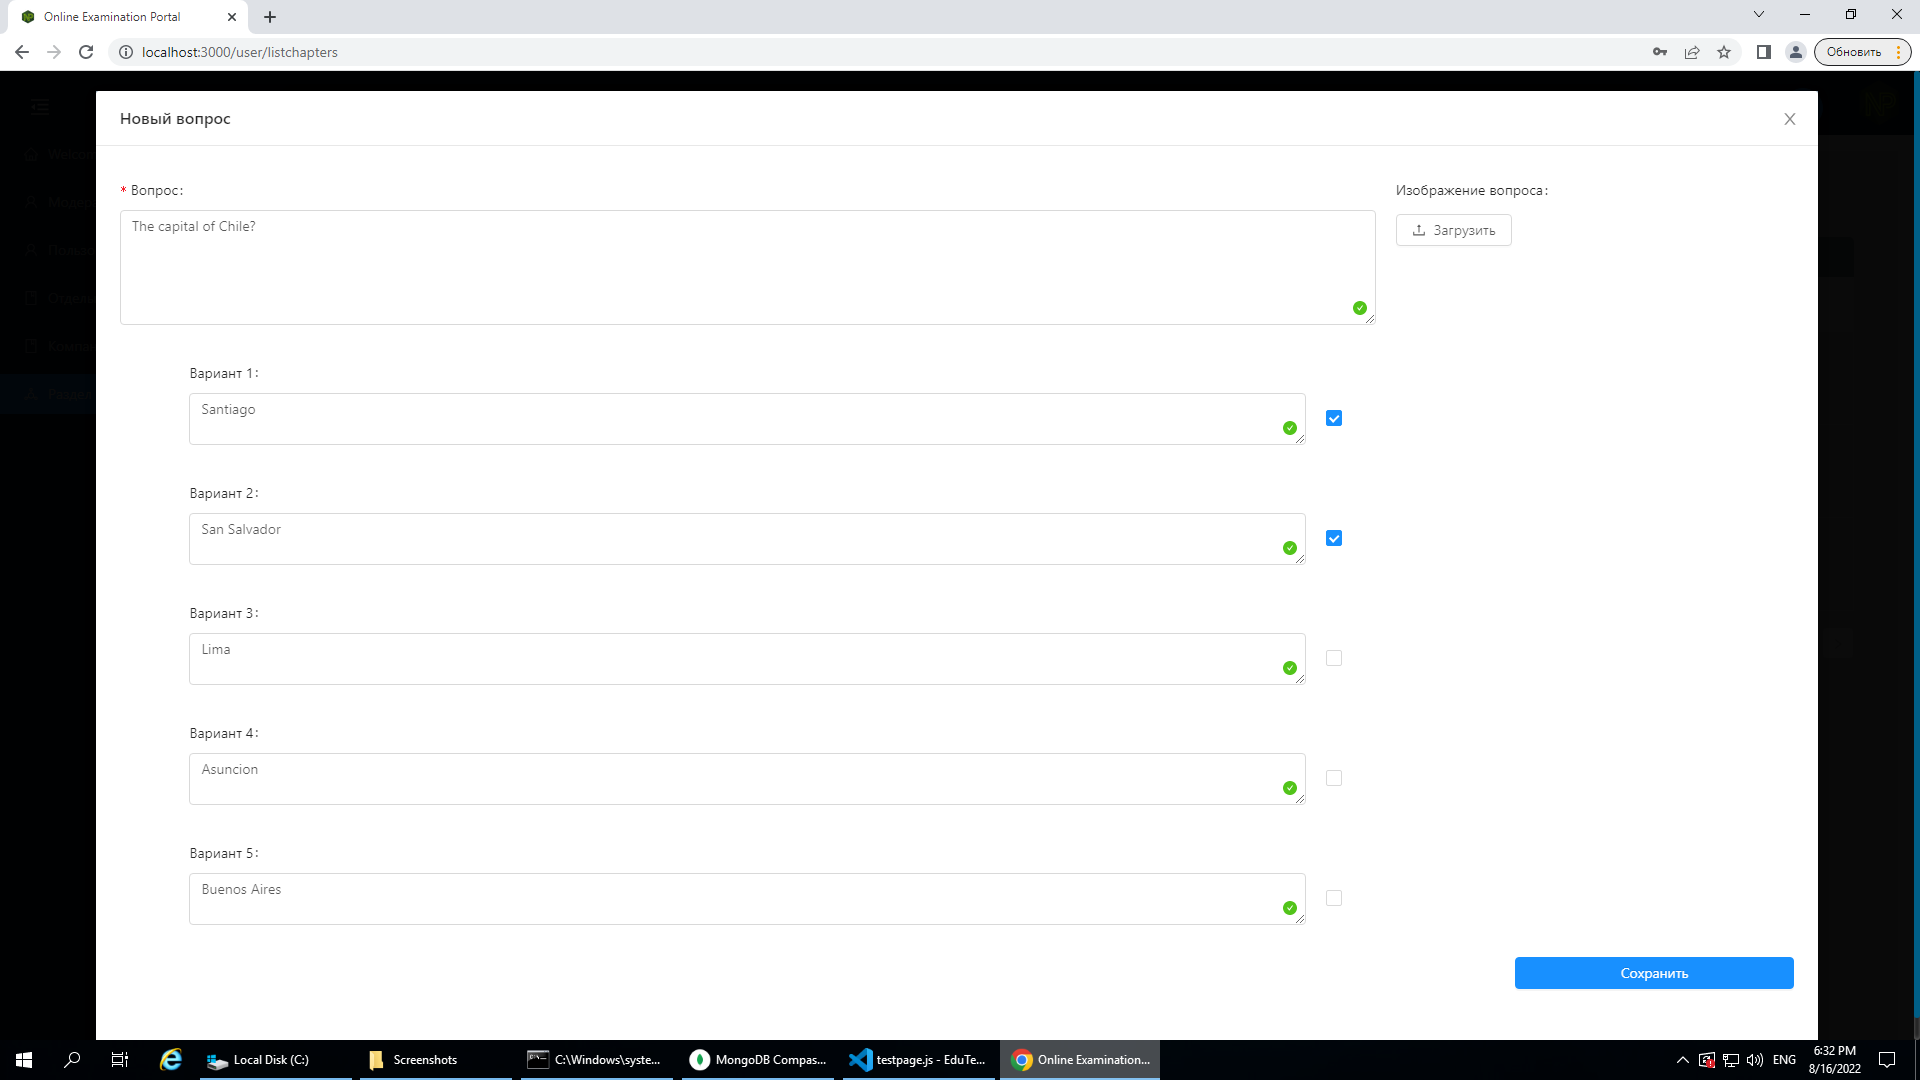 Online Examination Portal
localhost:3000/user/listchapters
Обновить
Новый вопрос
* Вопрос:
Изображение вопроса:
The capital of Chile?
Загрузить
Вариант 1:
Santiago
Вариант 2:
San Salvador
Вариант 3:
Lima
Вариант 4:
Asuncion
Вариант 5:
Buenos Aires
Сохранить
Local Disk (C:)
Screenshots
C:\Windows\syste...
MongoDB Compas...
testpage.js - EduTe...
Online Examination...
ENG
6:32 PM
8/16/2022